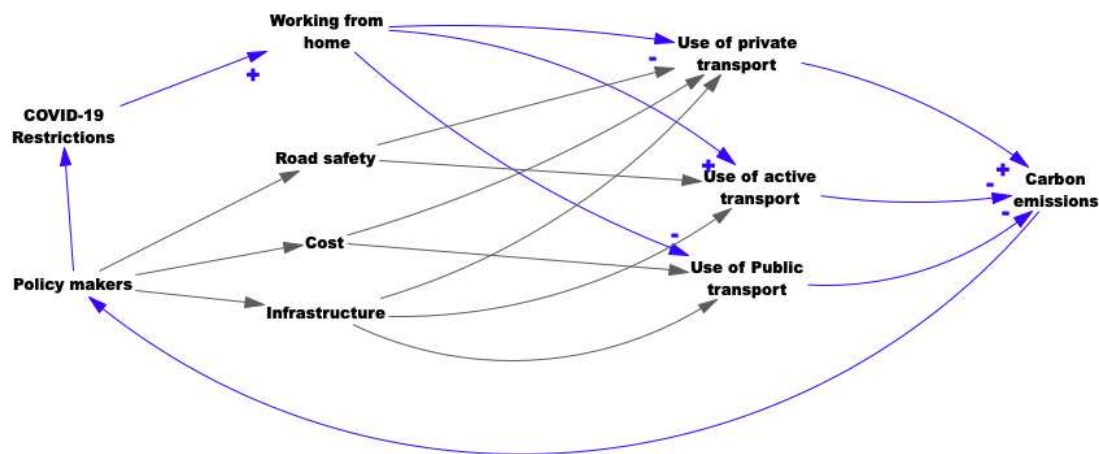 Working from
home
Use of private
transport
-
+
COVID-19
Restrictions
Road safety
+
Use of active
transport
+
-
-
Carbon
emissions
Cost
-
Use of Public
transport
Policy makers
Infrastructure